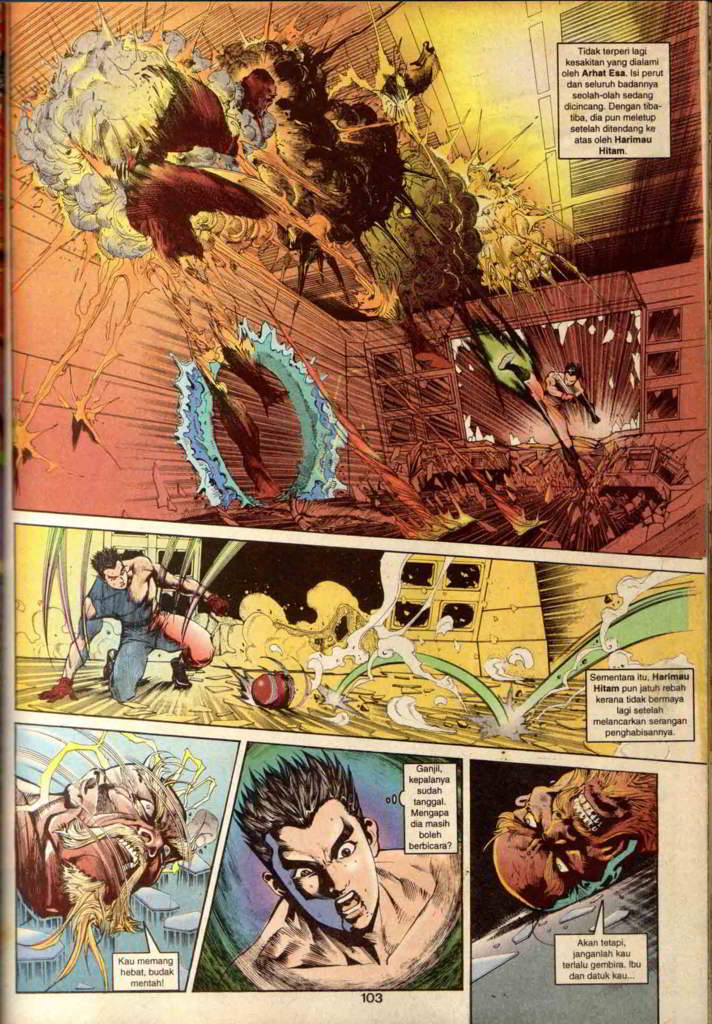 Tidak terperi lagi
kesakitan yang dialami
oleh Arhat Esa. Isi perut
dan seluruh badannya
seolah-olah sedang
dicincang. Dengan tiba-
tiba, dia pun meletup
setelah ditendang ke
atas oleh Harimau
Hitam.
Sementara itu, Harimau
Hitam pun jatuh rebah
kerana tidak bermaya
lagi setelah
melancarkan serangan
penghabisannya.
Kau memang
hebat, budak
mentah!
Ganjil,
kepalanya
sudah
tanggal.
Mengapa
dia masih
boleh
berbicara?
Akan tetapi,
janganlah kau
terlalu gembira. Ibu
dan datuk kau...
103